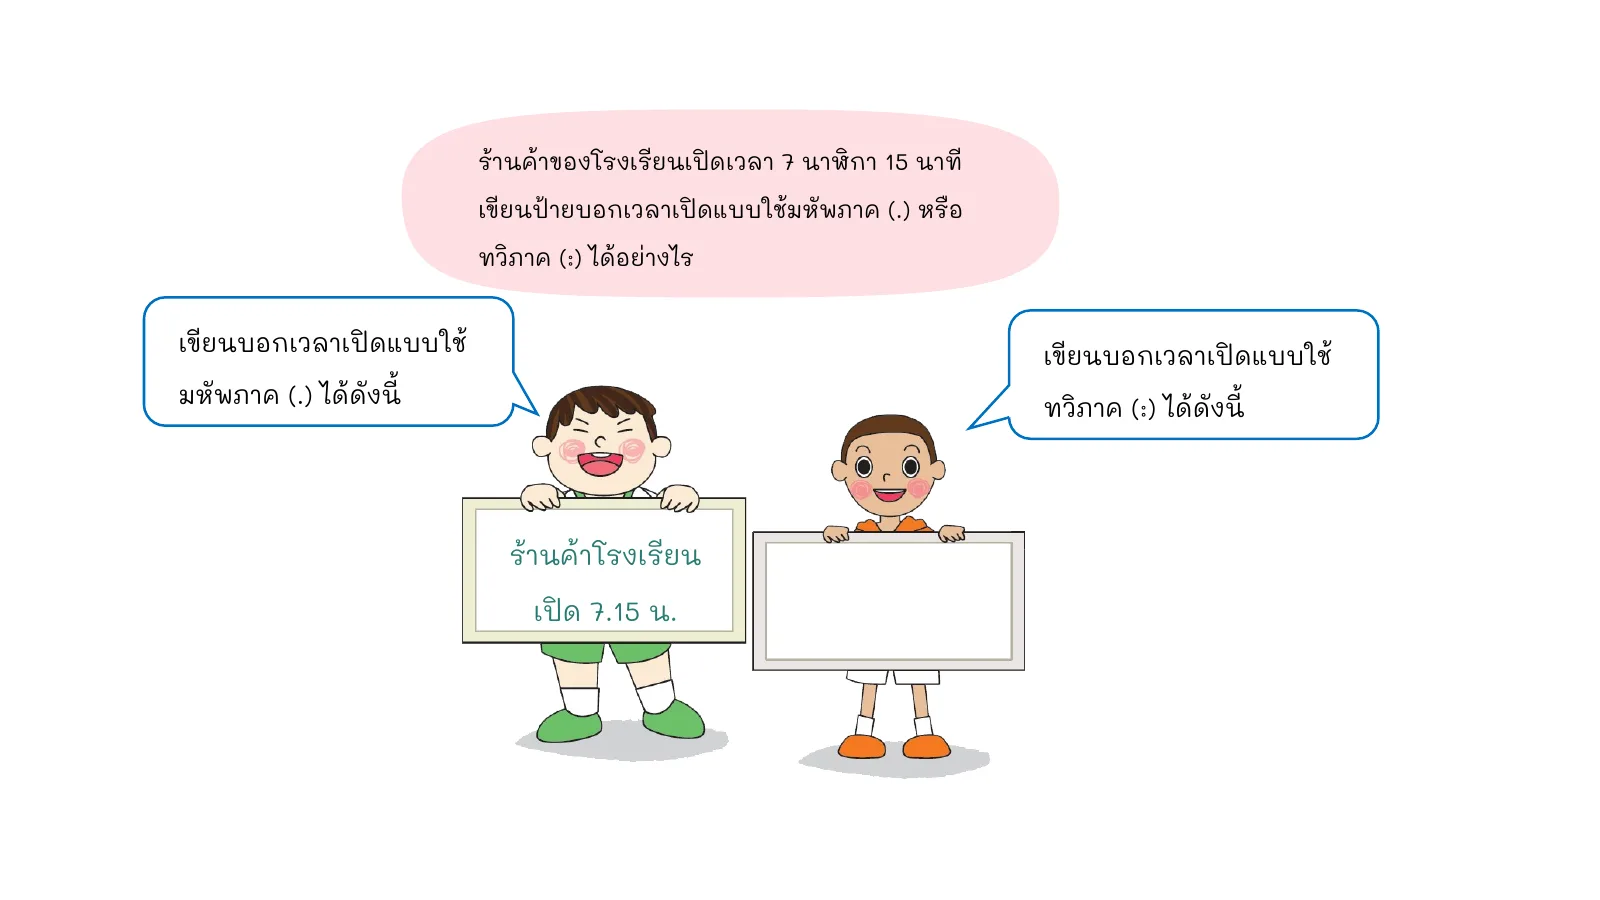 ร้านค้าของโรงเรียนเปิดเวลา 7 นาฬิกา 15 นาที
เขียนป้ายบอกเวลาเปิดแบบใช้มหัพภาค (.) หรือ
ทวิภาค (:) ได้อย่างไร
เขียนบอกเวลาเปิดแบบใช้
มหัพภาค (.) ได้ดังนี้
เขียนบอกเวลาเปิดแบบใช้
ทวิภาค (:) ได้ดังนี้
ร้านค้าโรงเรียน
เปิด 7.15 น.